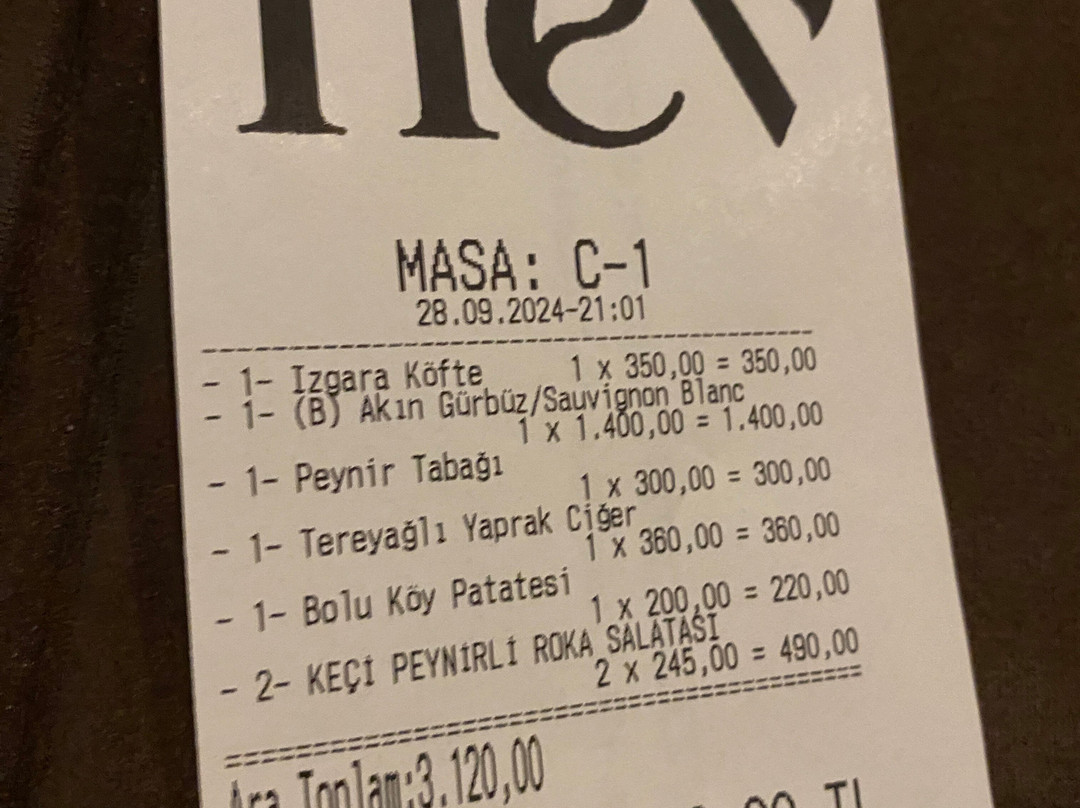 nev
MASA: C-1
28.09.2024-21:01
- 1- Izgara Köfte 1 x 350,00 = 350,00
- 1- (B) Akın Gürbüz/Sauvignon Blanc
1 x 1.400,00 = 1.400,00
- 1- Peynir Tabağı
1 x 300,00 = 300,00
- 1- Tereyağlı Yaprak Ciğer
1 x 360,00 = 360,00
- 1- Bolu Köy Patatesi
1 x 200,00 = 220,00
- 2- KEÇİ PEYNİRLİ ROKA SALATASI
2 x 245,00 = 490,00
Ara Toplam:3.120,00
TL